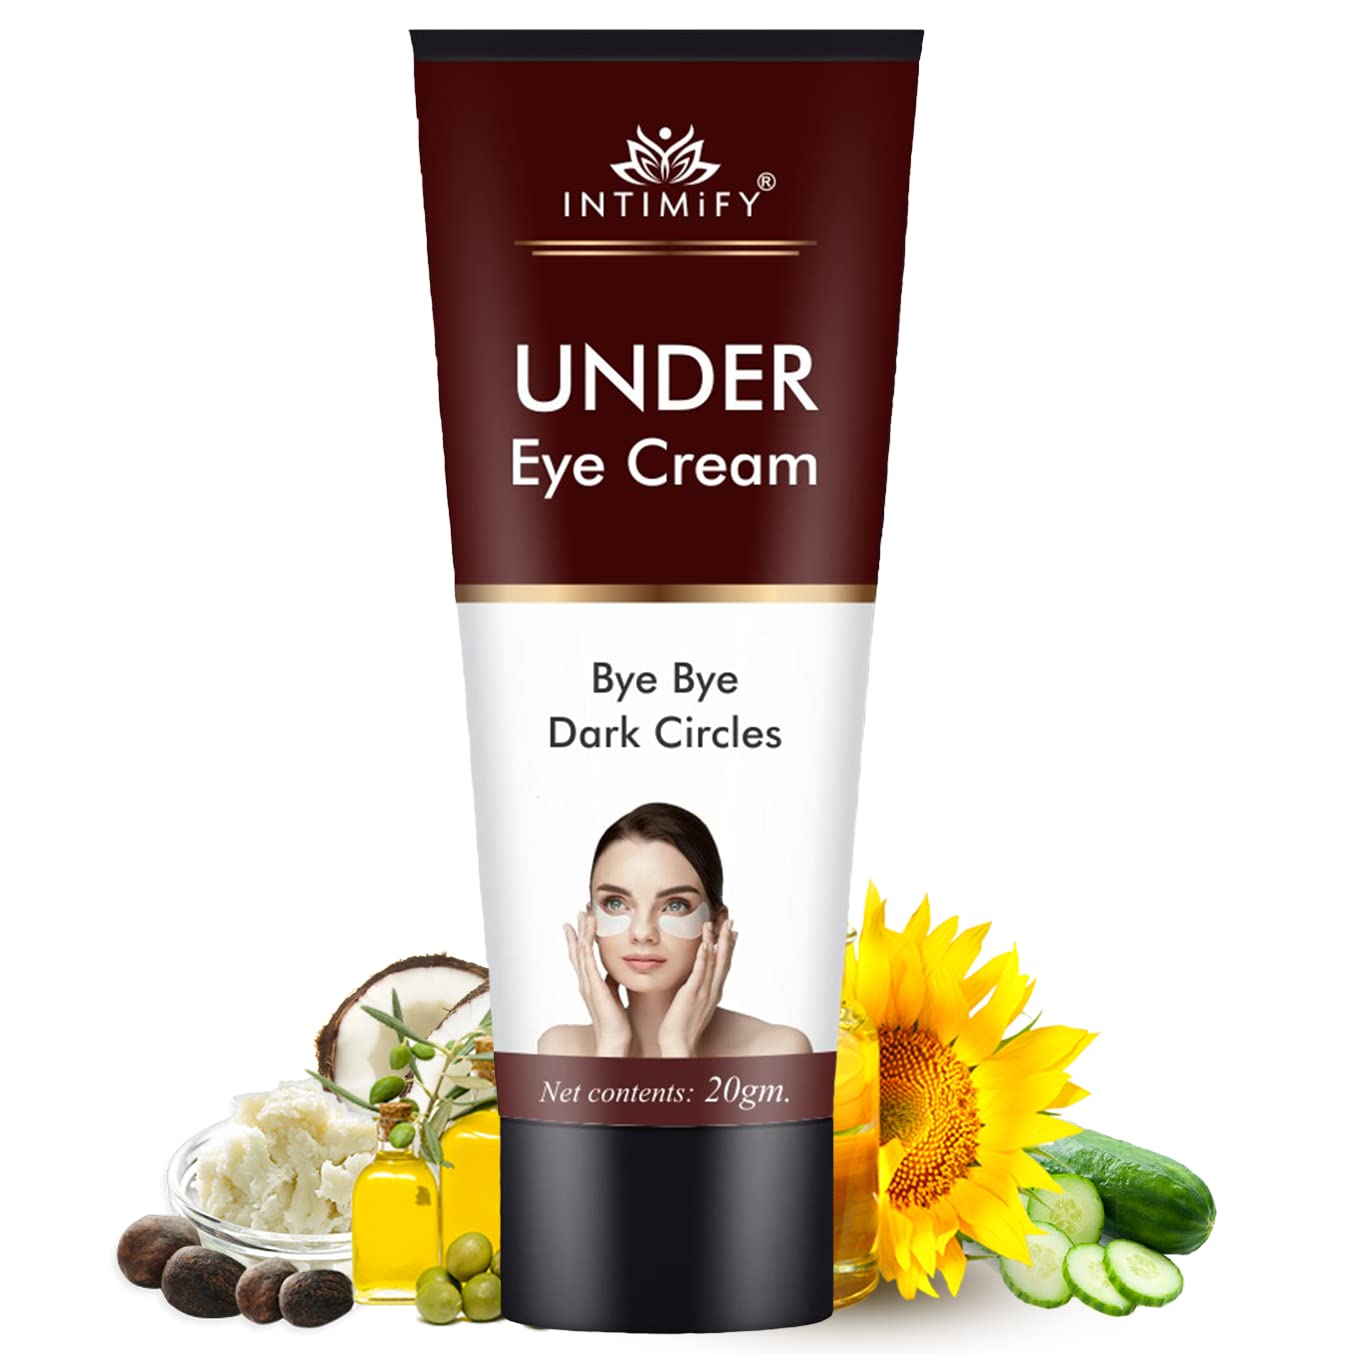 INTIMiFY®
UNDER
Eye Cream
Bye Bye
Dark Circles
Net contents: 20gm.